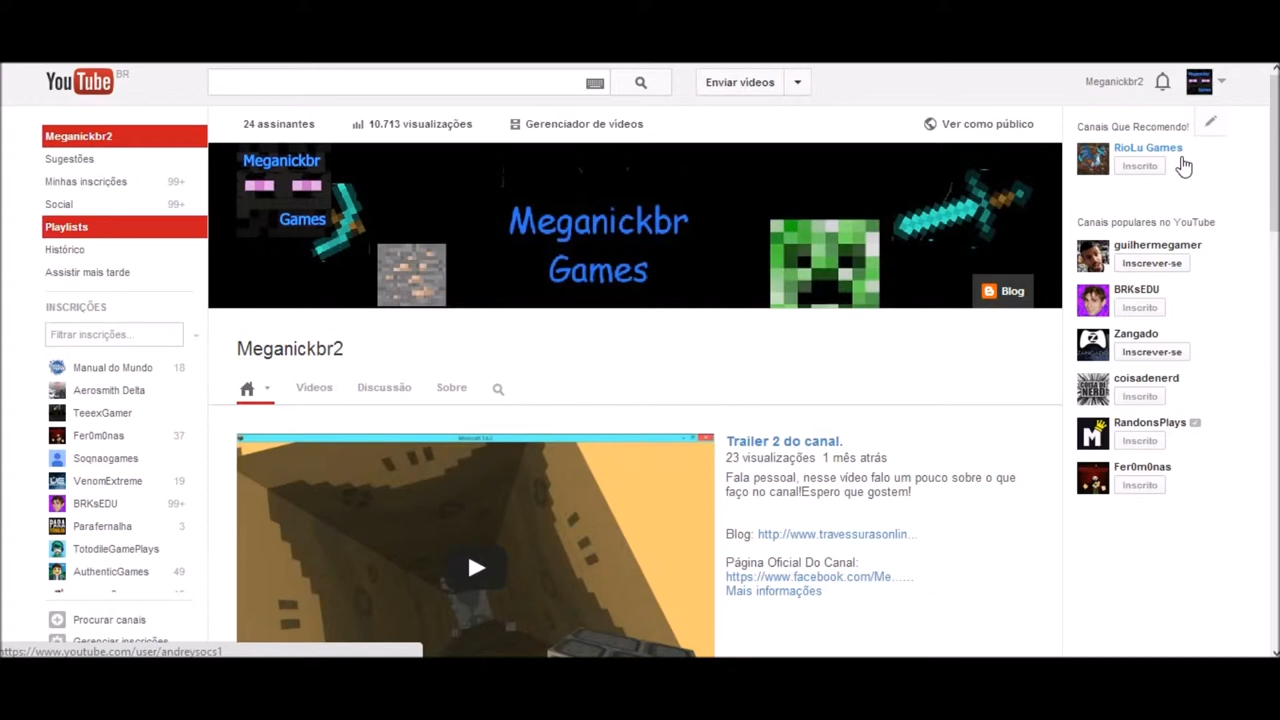 YouTube BR
Enviar vídeos
Meganickbr2
24 assinantes
10.713 visualizações
Gerenciador de vídeos
Ver como público
Meganickbr2
Sugestões
Minhas inscrições 99+
Social 99+
Playlists
Histórico
Assistir mais tarde
INSCRIÇÕES
Filtrar inscrições...
Manual do Mundo 18
Aerosmith Delta
TeeexGamer
Fer0m0nas 37
Soqnaogames
VenomExtreme 19
BRKsEDU 99+
Parafernalha 3
TotodileGamePlays
AuthenticGames 49
Procurar canais
Gerenciar inscrições
https://www.youtube.com/user/andreysocs1
Meganickbr
Games
Meganickbr
Games
Blog
Meganickbr2
Vídeos
Discussão
Sobre
Trailer 2 do canal.
23 visualizações 1 mês atrás
Fala pessoal, nesse vídeo falo um pouco sobre o que
faço no canal!Espero que gostem!
Blog: http://www.travessurasonlin...
Página Oficial Do Canal:
https://www.facebook.com/Me......
Mais informações
Canais Que Recomendo!
RioLu Games
Inscrito
Canais populares no YouTube
guilhermegamer
Inscrever-se
BRKsEDU
Inscrito
Zangado
ZANGADO
Inscrever-se
coisadenerd
Inscrito
RandonsPlays
M
Inscrito
Fer0m0nas
Inscrito